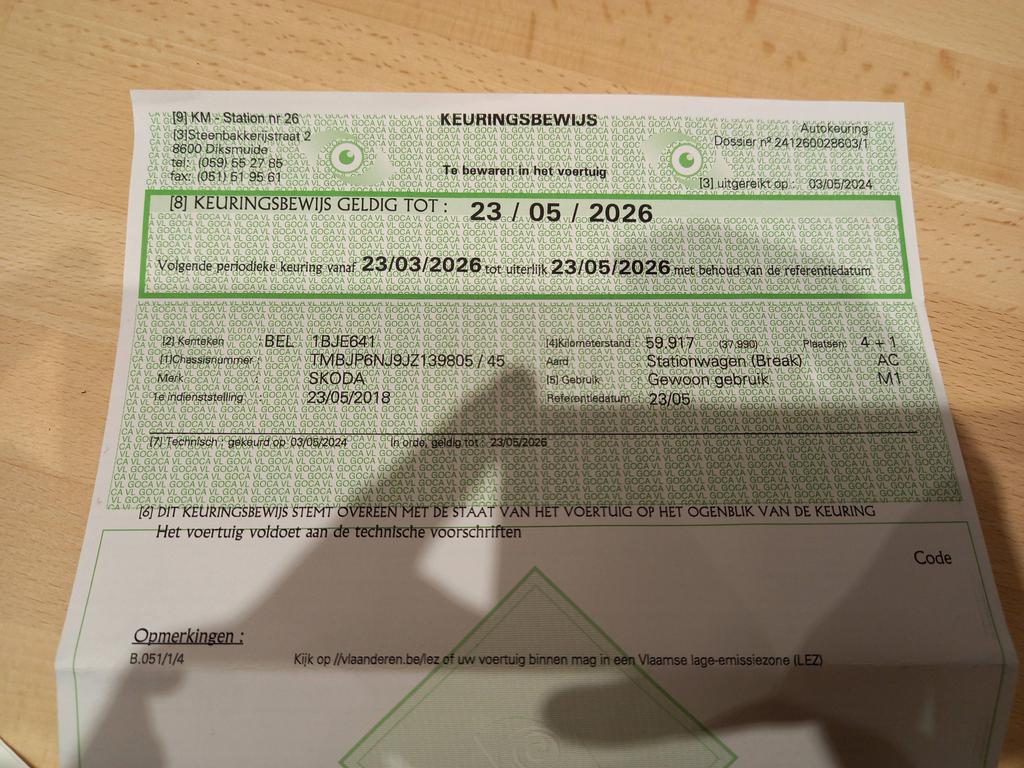 [9] KM - Station nr 26
KEURINGSBEWIJS
[3]Steenbakkerijstraat 2
Autokeuring
8600 Diksmuide
Dossier nº 241260028603/1
tel: (059) 55 27 85
Te bewaren in het voertuig
fax: (051) 51 95 61
[3] uitgereikt op : 03/05/2024
[8] KEURINGSBEWIJS GELDIG TOT : 23 / 05 / 2026
Volgende periodieke keuring vanaf 23/03/2026 tot uiterlijk 23/05/2026 met behoud van de referentiedatum
[2] Kenteken : BEL 1BJE641 [4]Kilometerstand : 59.917 (37.990) Plaatsen: 4 + 1
[1]Chassisnummer : TMBJP6NJ9JZ139805 / 45 Aard : Stationwagen (Break) AC
Merk : SKODA [5] Gebruik : Gewoon gebruik M1
1e indienststelling : 23/05/2018 Referentiedatum : 23/05
[7] Technisch : gekeurd op 03/05/2024 In orde, geldig tot : 23/05/2026
[6] DIT KEURINGSBEWIJS STEMT OVEREEN MET DE STAAT VAN HET VOERTUIG OP HET OGENBLIK VAN DE KEURING
Het voertuig voldoet aan de technische voorschriften
Code
Opmerkingen :
B.051/1/4 Kijk op //vlaanderen.be/lez of uw voertuig binnen mag in een Vlaamse lage-emissiezone (LEZ)